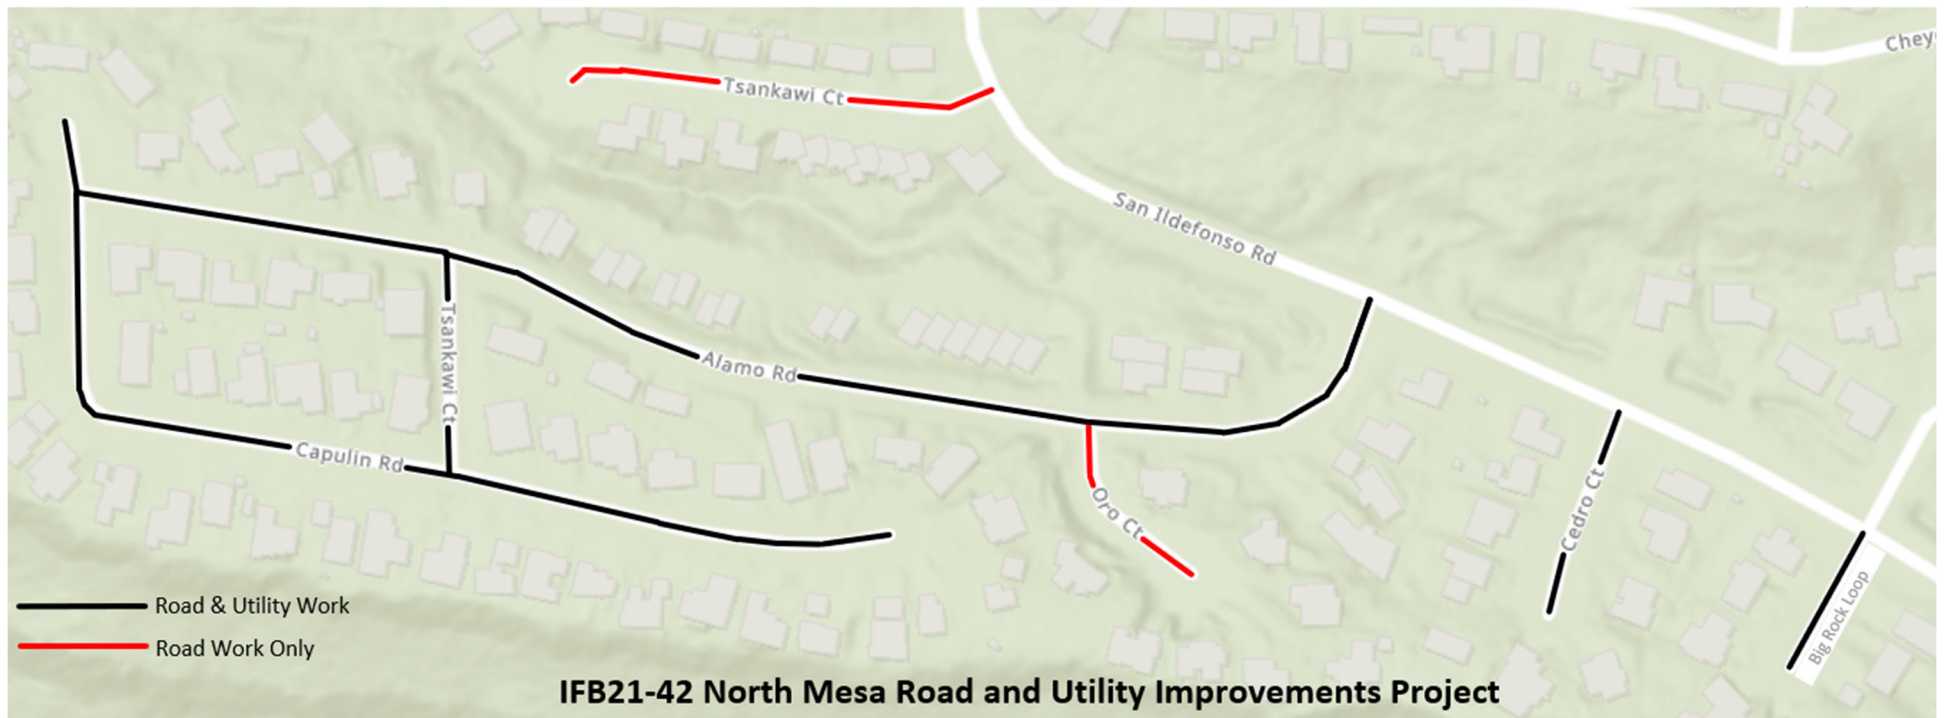 Chey
Tsankawi Ct
San Ildefonso Rd
Tsankawi Ct
Alamo Rd
Capulin Rd
Oro Ct
Cedro Ct
Big Rock Loop
Road & Utility Work
Road Work Only
IFB21-42 North Mesa Road and Utility Improvements Project